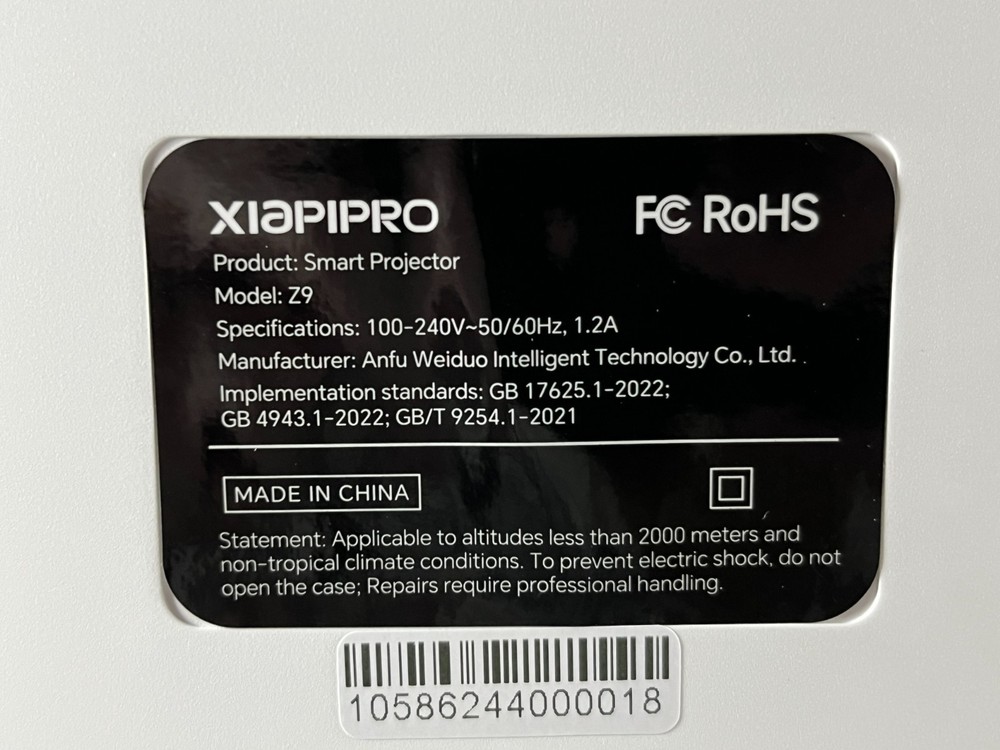 XIAPIPRO
FC RoHS
Product: Smart Projector
Model: Z9
Specifications: 100-240V~50/60Hz, 1.2A
Manufacturer: Anfu Weiduo Intelligent Technology Co., Ltd. .
Implementation standards: GB 17625.1-2022;
GB 4943.1-2022; GB/T 9254.1-2021
MADE IN CHINA
Statement: Applicable to altitudes less than 2000 meters and
non-tropical climate conditions. To prevent electric shock, do not
open the case; Repairs require professional handling.
10586244000018